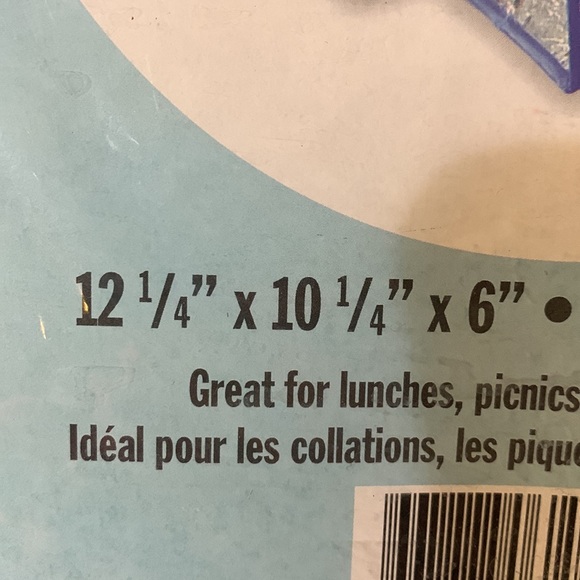 12 1/4” x 10 1/4” x 6” •
Great for lunches, picnics
Idéal pour les collations, les